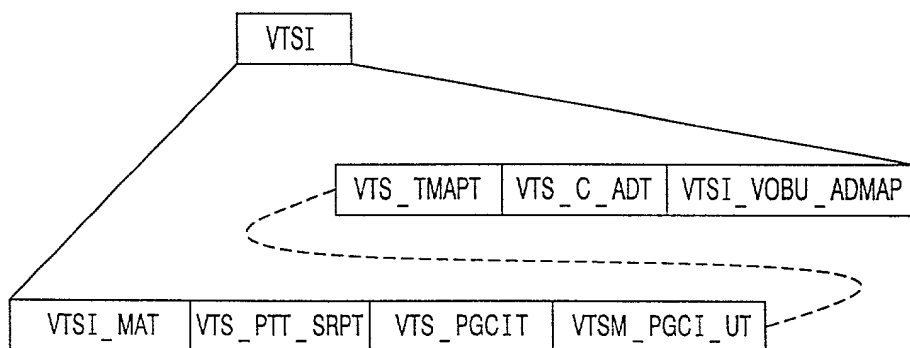 VTSI
VTS_TMAPT VTS_C_ADT VTSI_VOBU_ADMAP
VTSI_MAT VTS_PTT_SRPT VTS_PGCIT VTSM_PGCI_UT